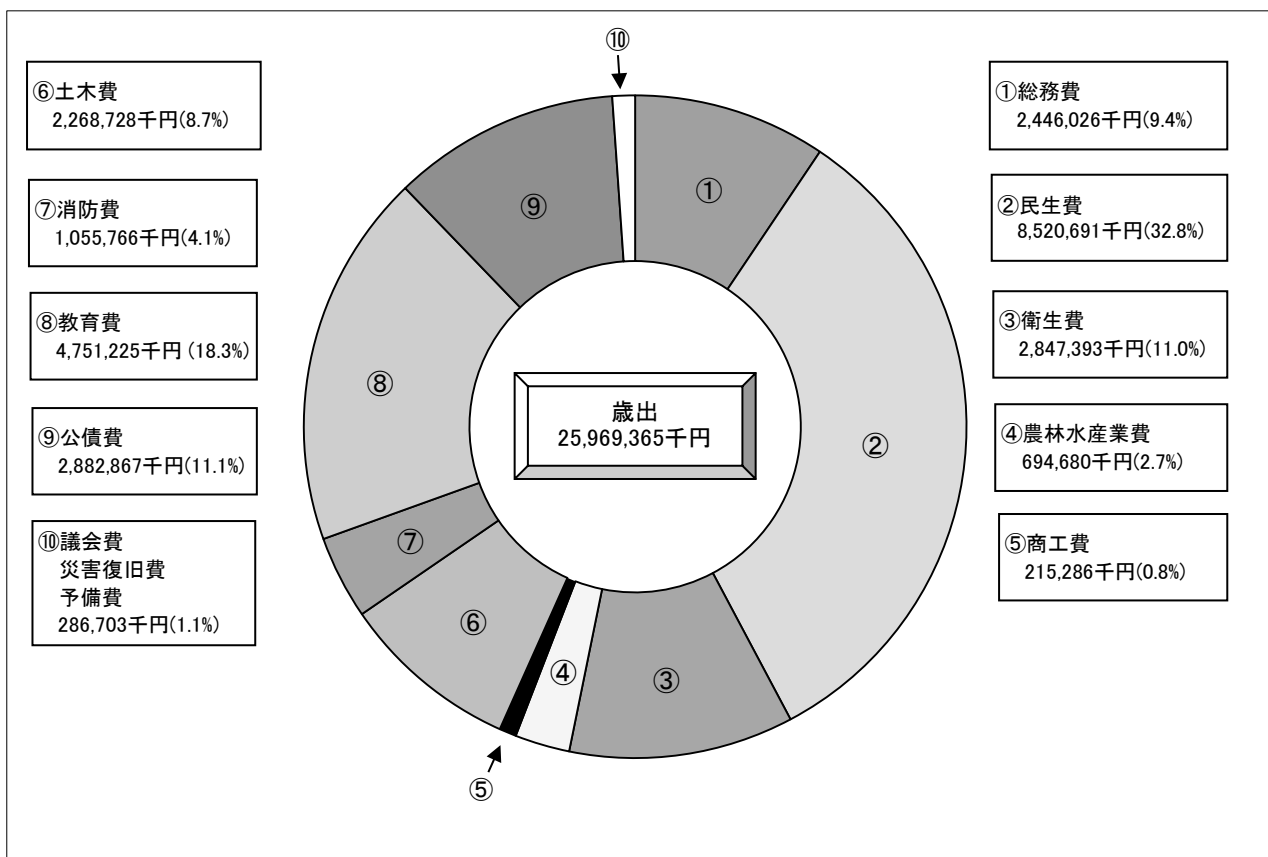 ⑩
⑥土木費
2,268,728千円(8.7%)
⑦消防費
1,055,766千円(4.1%)
⑧教育費
4,751,225千円(18.3%)
⑨公債費
2,882,867千円(11.1%)
⑩議会費
災害復旧費
予備費
286,703千円(1.1%)
①
②
③
④
⑤
⑥
⑦
⑧
⑨
歳出
25,969,365千円
①総務費
2,446,026千円(9.4%)
②民生費
8,520,691千円(32.8%)
③衛生費
2,847,393千円(11.0%)
④農林水産業費
694,680千円(2.7%)
⑤商工費
215,286千円(0.8%)